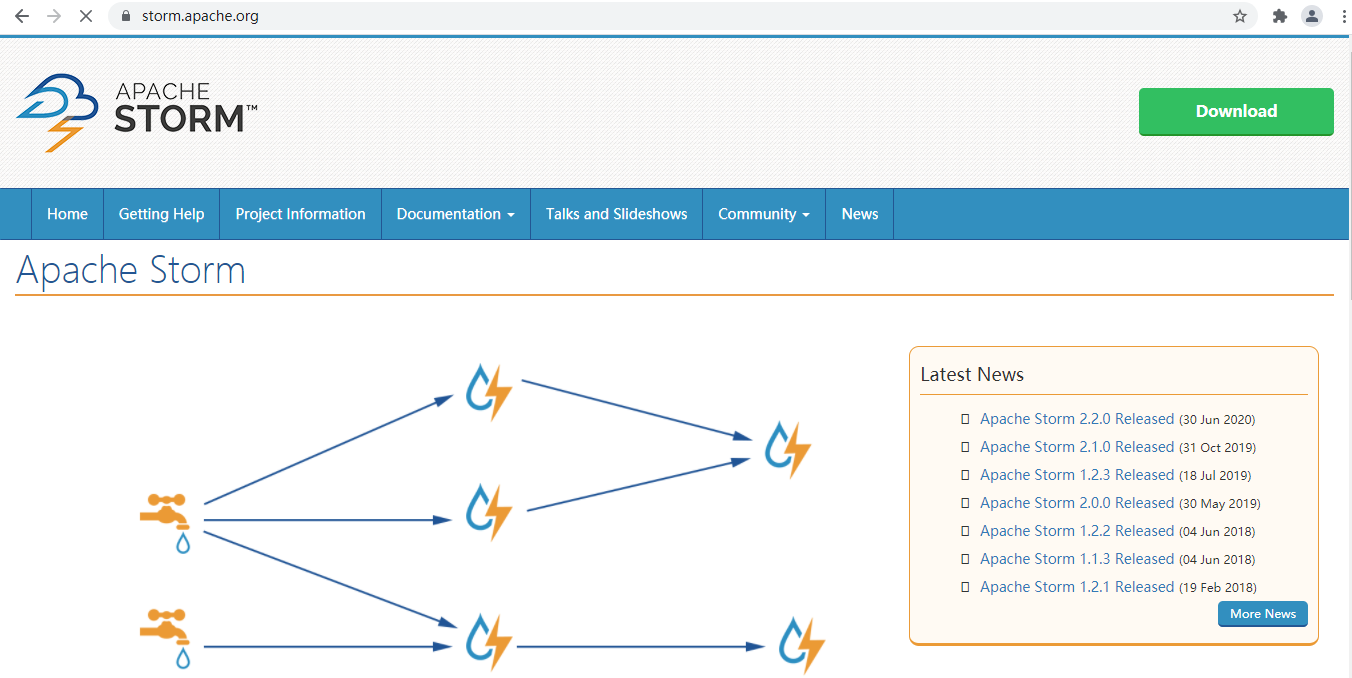 storm.apache.org
APACHE
STORM™
Download
Home Getting Help Project Information Documentation Talks and Slideshows Community News
Apache Storm
Latest News
Apache Storm 2.2.0 Released (30 Jun 2020)
Apache Storm 2.1.0 Released (31 Oct 2019)
Apache Storm 1.2.3 Released (18 Jul 2019)
Apache Storm 2.0.0 Released (30 May 2019)
Apache Storm 1.2.2 Released (04 Jun 2018)
Apache Storm 1.1.3 Released (04 Jun 2018)
Apache Storm 1.2.1 Released (19 Feb 2018)
More News